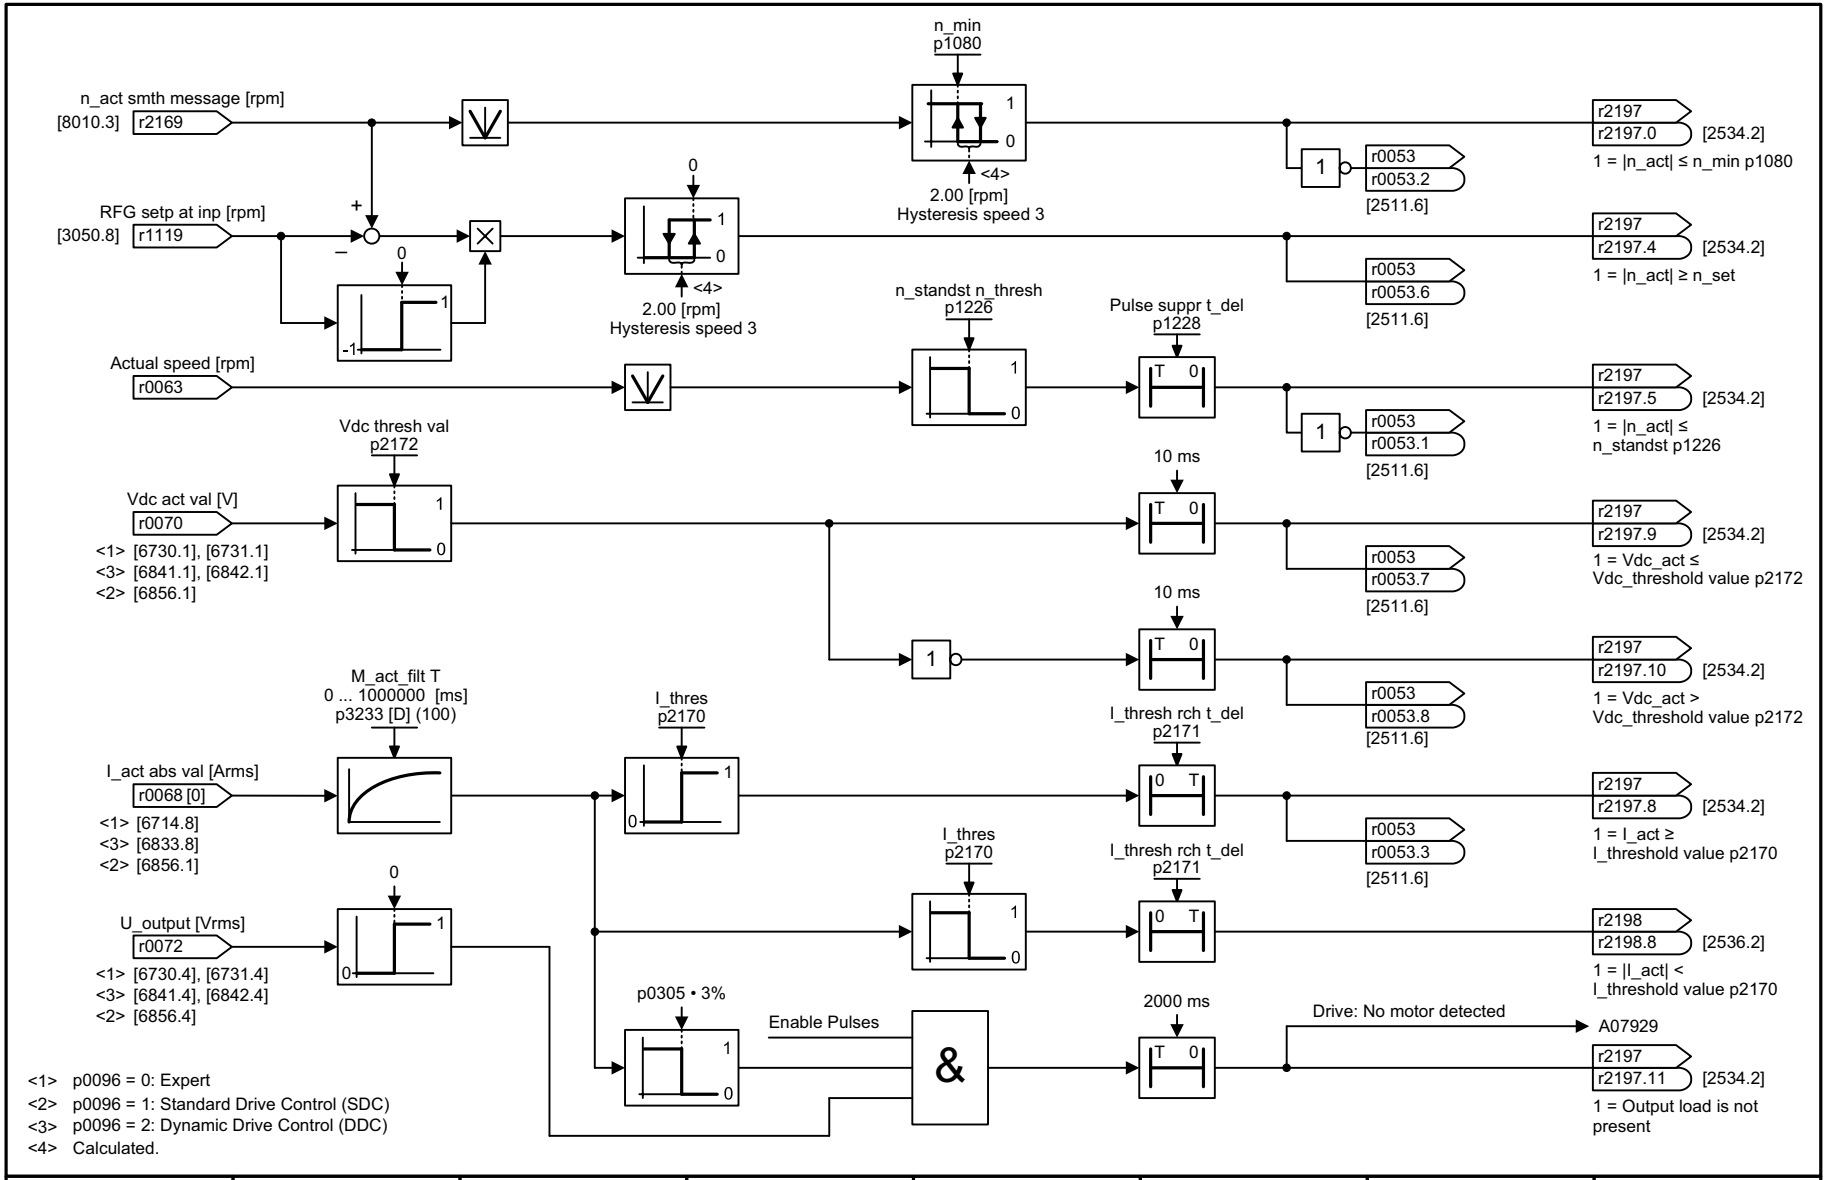 n_min
p1080
n_act smth message [rpm]
[8010.3] r2169
1
0
<4>
2.00 [rpm]
Hysteresis speed 3
r2197
r2197.0 [2534.2]
1 = |n_act| ≤ n_min p1080
1
r0053
r0053.2
[2511.6]
RFG setp at inp [rpm]
[3050.8] r1119
+
–
0
1
-1
0
1
0
<4>
2.00 [rpm]
Hysteresis speed 3
r2197
r2197.4 [2534.2]
1 = |n_act| ≥ n_set
r0053
r0053.6
[2511.6]
Actual speed [rpm]
r0063
n_standst n_thresh
p1226
1
0
Pulse suppr t_del
p1228
T 0
r2197
r2197.5 [2534.2]
1 = |n_act| ≤
n_standst p1226
1
r0053
r0053.1
[2511.6]
Vdc thresh val
p2172
Vdc act val [V]
r0070
<1> [6730.1], [6731.1]
<3> [6841.1], [6842.1]
<2> [6856.1]
1
0
10 ms
T 0
r2197
r2197.9 [2534.2]
1 = Vdc_act ≤
Vdc_threshold value p2172
r0053
r0053.7
[2511.6]
1
10 ms
T 0
r2197
r2197.10 [2534.2]
1 = Vdc_act >
Vdc_threshold value p2172
r0053
r0053.8
[2511.6]
M_act_filt T
0 ... 1000000 [ms]
p3233 [D] (100)
I_act abs val [Arms]
r0068 [0]
<1> [6714.8]
<3> [6833.8]
<2> [6856.1]
I_thres
p2170
1
0
I_thresh rch t_del
p2171
0 T
r2197
r2197.8 [2534.2]
1 = I_act ≥
I_threshold value p2170
r0053
r0053.3
[2511.6]
I_thres
p2170
1
0
I_thresh rch t_del
p2171
0 T
r2198
r2198.8 [2536.2]
1 = |I_act| <
I_threshold value p2170
U_output [Vrms]
r0072
<1> [6730.4], [6731.4]
<3> [6841.4], [6842.4]
<2> [6856.4]
0
1
0
p0305 • 3%
1
0
Enable Pulses
&
2000 ms
T 0
Drive: No motor detected
A07929
r2197
r2197.11 [2534.2]
1 = Output load is not
present
<1> p0096 = 0: Expert
<2> p0096 = 1: Standard Drive Control (SDC)
<3> p0096 = 2: Dynamic Drive Control (DDC)
<4> Calculated.